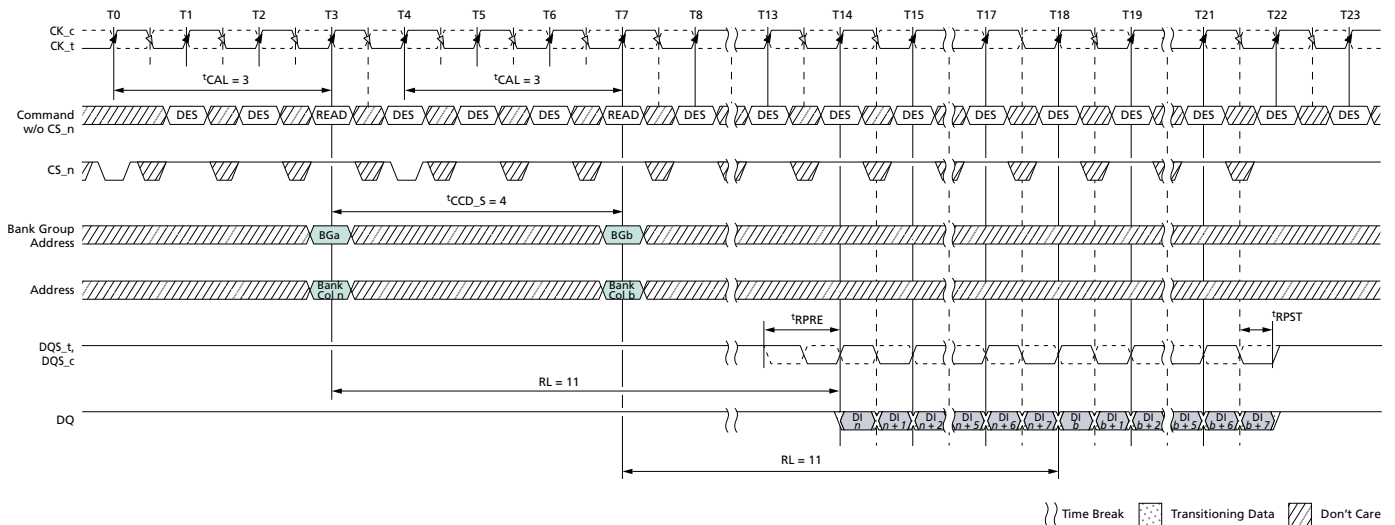 T0 T1 T2 T3 T4 T5 T6 T7 T8 T13 T14 T15 T17 T18 T19 T21 T22 T23
CK_c
CK_t
tCAL = 3 tCAL = 3
Command
w/o CS_n
DES DES READ DES DES DES READ DES DES DES DES DES DES DES DES DES DES
CS_n
tCCD_S = 4
Bank Group
Address
BGa BGb
Address
Bank
Col n
Bank
Col b
tRPRE tRPST
DQS_t,
DQS_c
RL = 11
DQ
DI
n
DI
n + 1
DI
n + 2
DI
n + 5
DI
n + 6
DI
n + 7
DI
b
DI
b + 1
DI
b + 2
DI
b + 5
DI
b + 6
DI
b + 7
RL = 11
Time Break Transitioning Data Don't Care